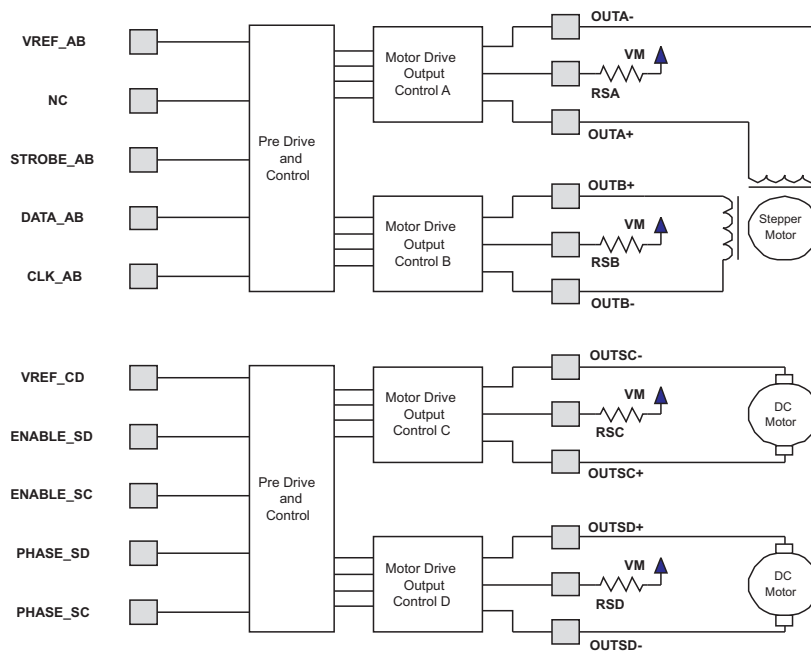 VREF_AB
NC
STROBE_AB
DATA_AB
CLK_AB
Pre Drive
and
Control
Motor Drive
Output
Control A
OUTA-
VM
RSA
OUTA+
Motor Drive
Output
Control B
OUTB+
VM
RSB
OUTB-
Stepper
Motor
VREF_CD
ENABLE_SD
ENABLE_SC
PHASE_SD
PHASE_SC
Pre Drive
and
Control
Motor Drive
Output
Control C
OUTSC-
VM
RSC
OUTSC+
DC
Motor
Motor Drive
Output
Control D
OUTSD+
VM
RSD
OUTSD-
DC
Motor